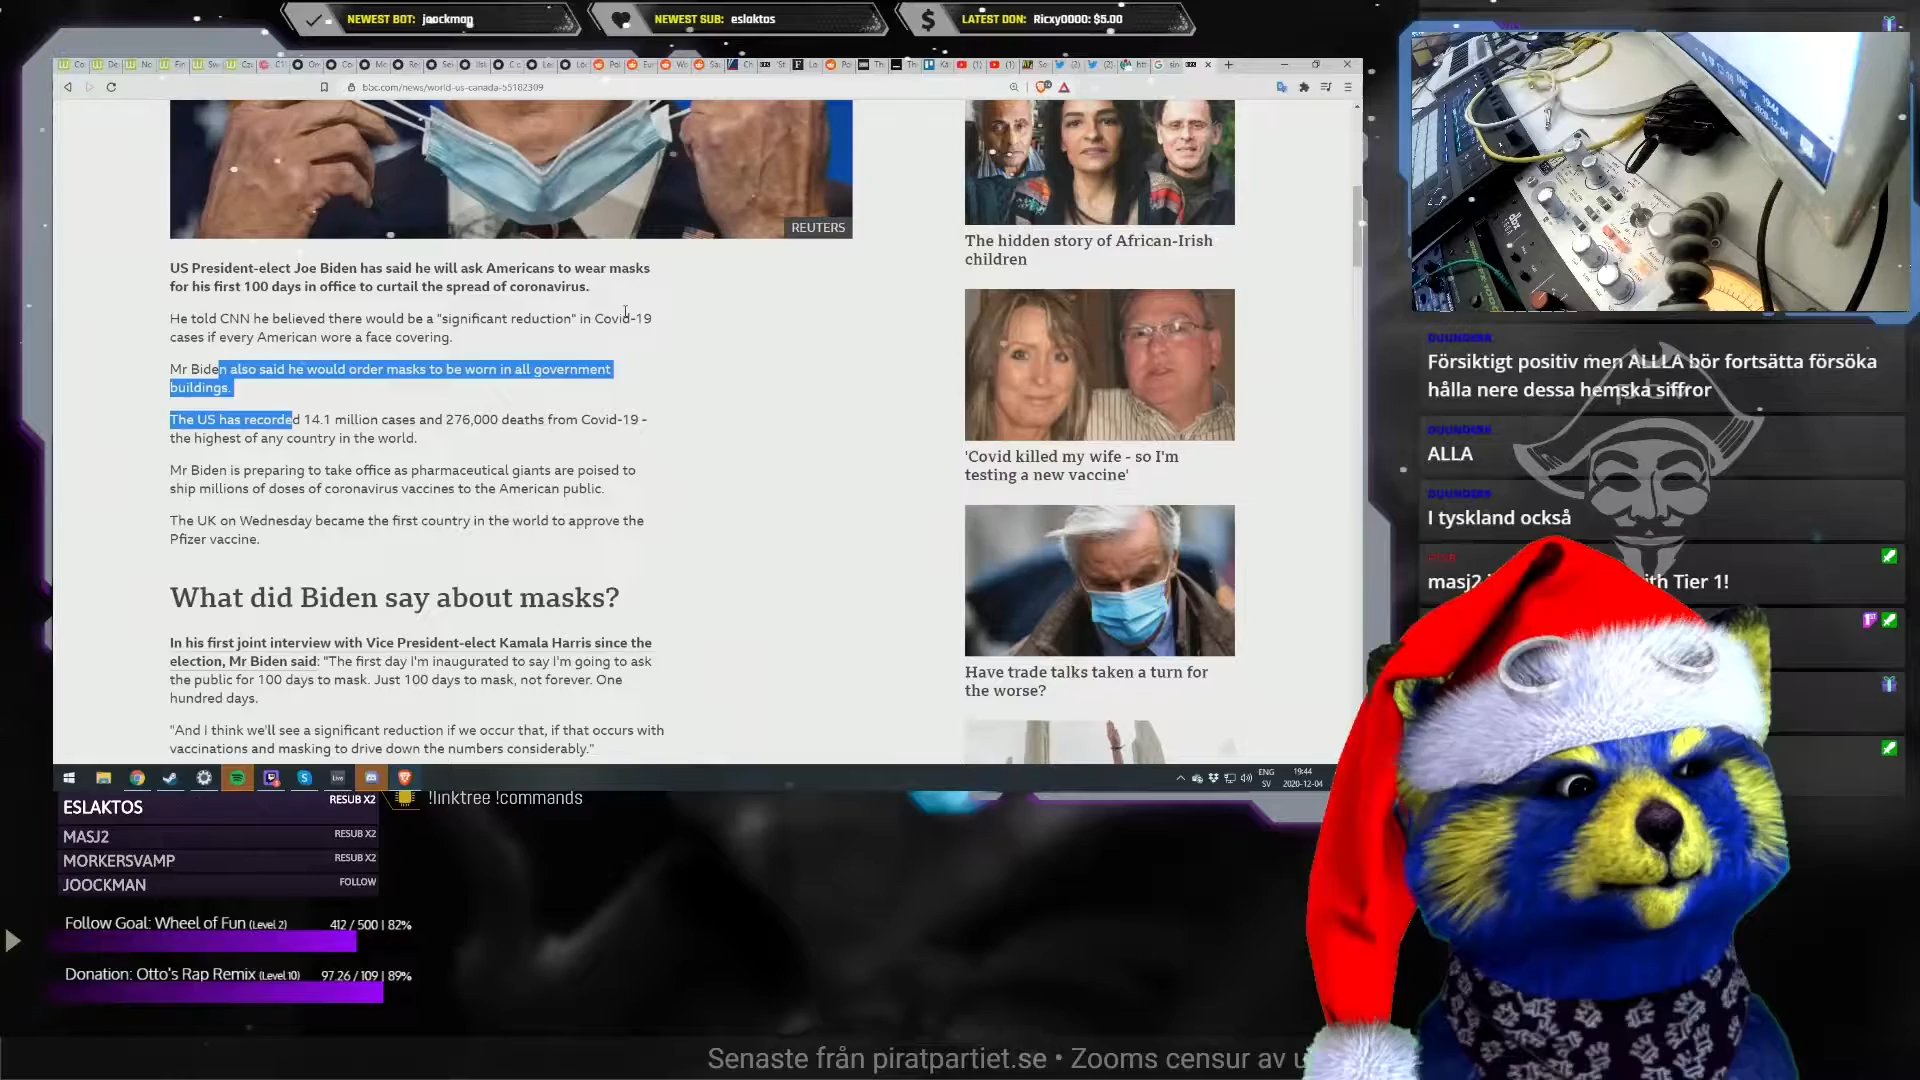 NEWEST BOT: joockman
NEWEST SUB: eslaktos
LATEST DON: Ricxy0000: $5.00
bbc.com/news/world-us-canada-55182309
REUTERS
US President-elect Joe Biden has said he will ask Americans to wear masks
for his first 100 days in office to curtail the spread of coronavirus.
He told CNN he believed there would be a "significant reduction" in Covid-19
cases if every American wore a face covering.
Mr Biden also said he would order masks to be worn in all government
buildings.
The US has recorded 14.1 million cases and 276,000 deaths from Covid-19 -
the highest of any country in the world.
Mr Biden is preparing to take office as pharmaceutical giants are poised to
ship millions of doses of coronavirus vaccines to the American public.
The UK on Wednesday became the first country in the world to approve the
Pfizer vaccine.
What did Biden say about masks?
In his first joint interview with Vice President-elect Kamala Harris since the
election, Mr Biden said: "The first day I'm inaugurated to say I'm going to ask
the public for 100 days to mask. Just 100 days to mask, not forever. One
hundred days.
"And I think we'll see a significant reduction if we occur that, if that occurs with
vaccinations and masking to drive down the numbers considerably."
The hidden story of African-Irish
children
'Covid killed my wife - so I'm
testing a new vaccine'
Have trade talks taken a turn for
the worse?
ENG
SV
19:44
2020-12-04
DUUNDERR
Försiktigt positiv men ALLLA bör fortsätta försöka
hålla nere dessa hemska siffror
DUUNDERR
ALLA
DUUNDERR
I tyskland också
masj2 ith Tier 1!
ESLAKTOS RESUB X2
MASJ2 RESUB X2
MORKERSVAMP RESUB X2
JOOCKMAN FOLLOW
!linktree !commands
Follow Goal: Wheel of Fun (Level 2) 412 / 500 | 82%
Donation: Otto's Rap Remix (Level 10) 97.26 / 109 | 89%
Senaste från piratpartiet.se • Zooms censur av u